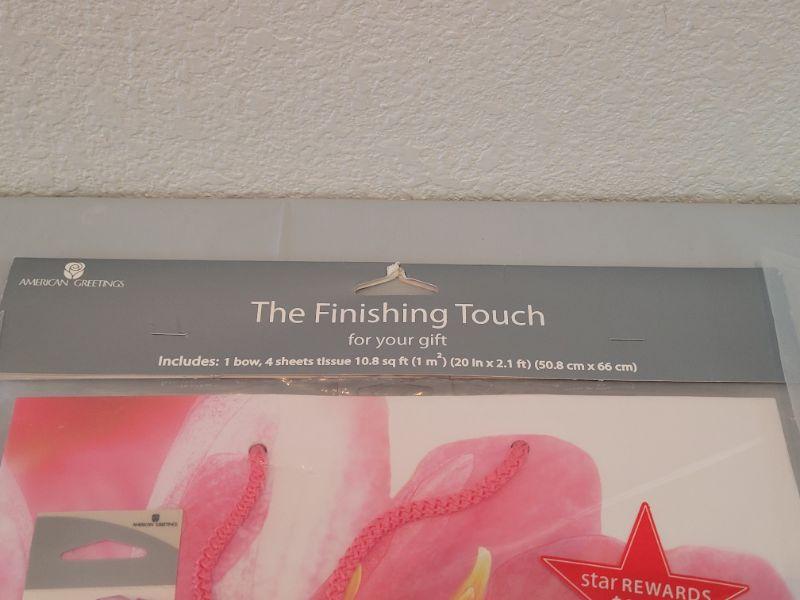 AMERICAN GREETINGS
The Finishing Touch
for your gift
Includes: 1 bow, 4 sheets tissue 10.8 sq ft (1 m²) (20 in x 2.1 ft) (50.8 cm x 66 cm)
AMERICAN GREETINGS
star REWARDS